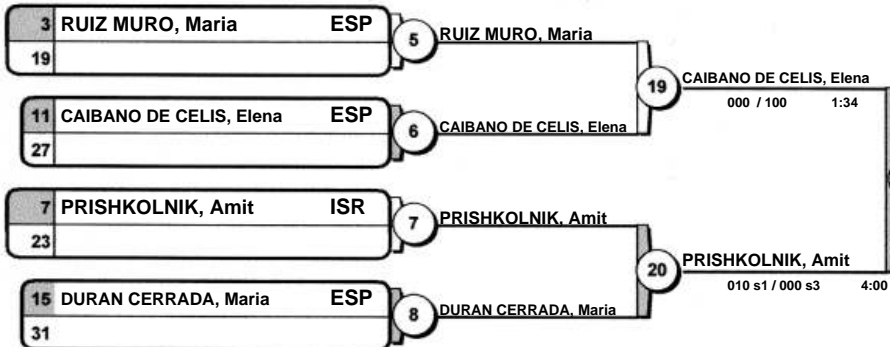 3 RUIZ MURO, Maria ESP
19
5 RUIZ MURO, Maria
11 CAIBANO DE CELIS, Elena ESP
27
6 CAIBANO DE CELIS, Elena
19 CAIBANO DE CELIS, Elena
000 / 100 1:34
7 PRISHKOLNIK, Amit ISR
23
7 PRISHKOLNIK, Amit
15 DURAN CERRADA, Maria ESP
31
8 DURAN CERRADA, Maria
20 PRISHKOLNIK, Amit
010 s1 / 000 s3 4:00